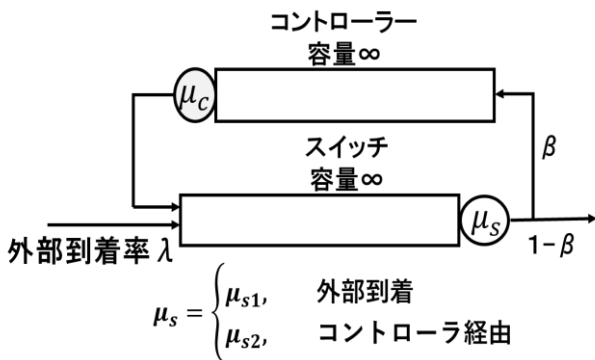 コントローラー
容量∞
μ_c
スイッチ
容量∞
β
μ_s
外部到着率 λ
1-β
μ_s = { μ_s1, 外部到着
μ_s2, コントローラ経由